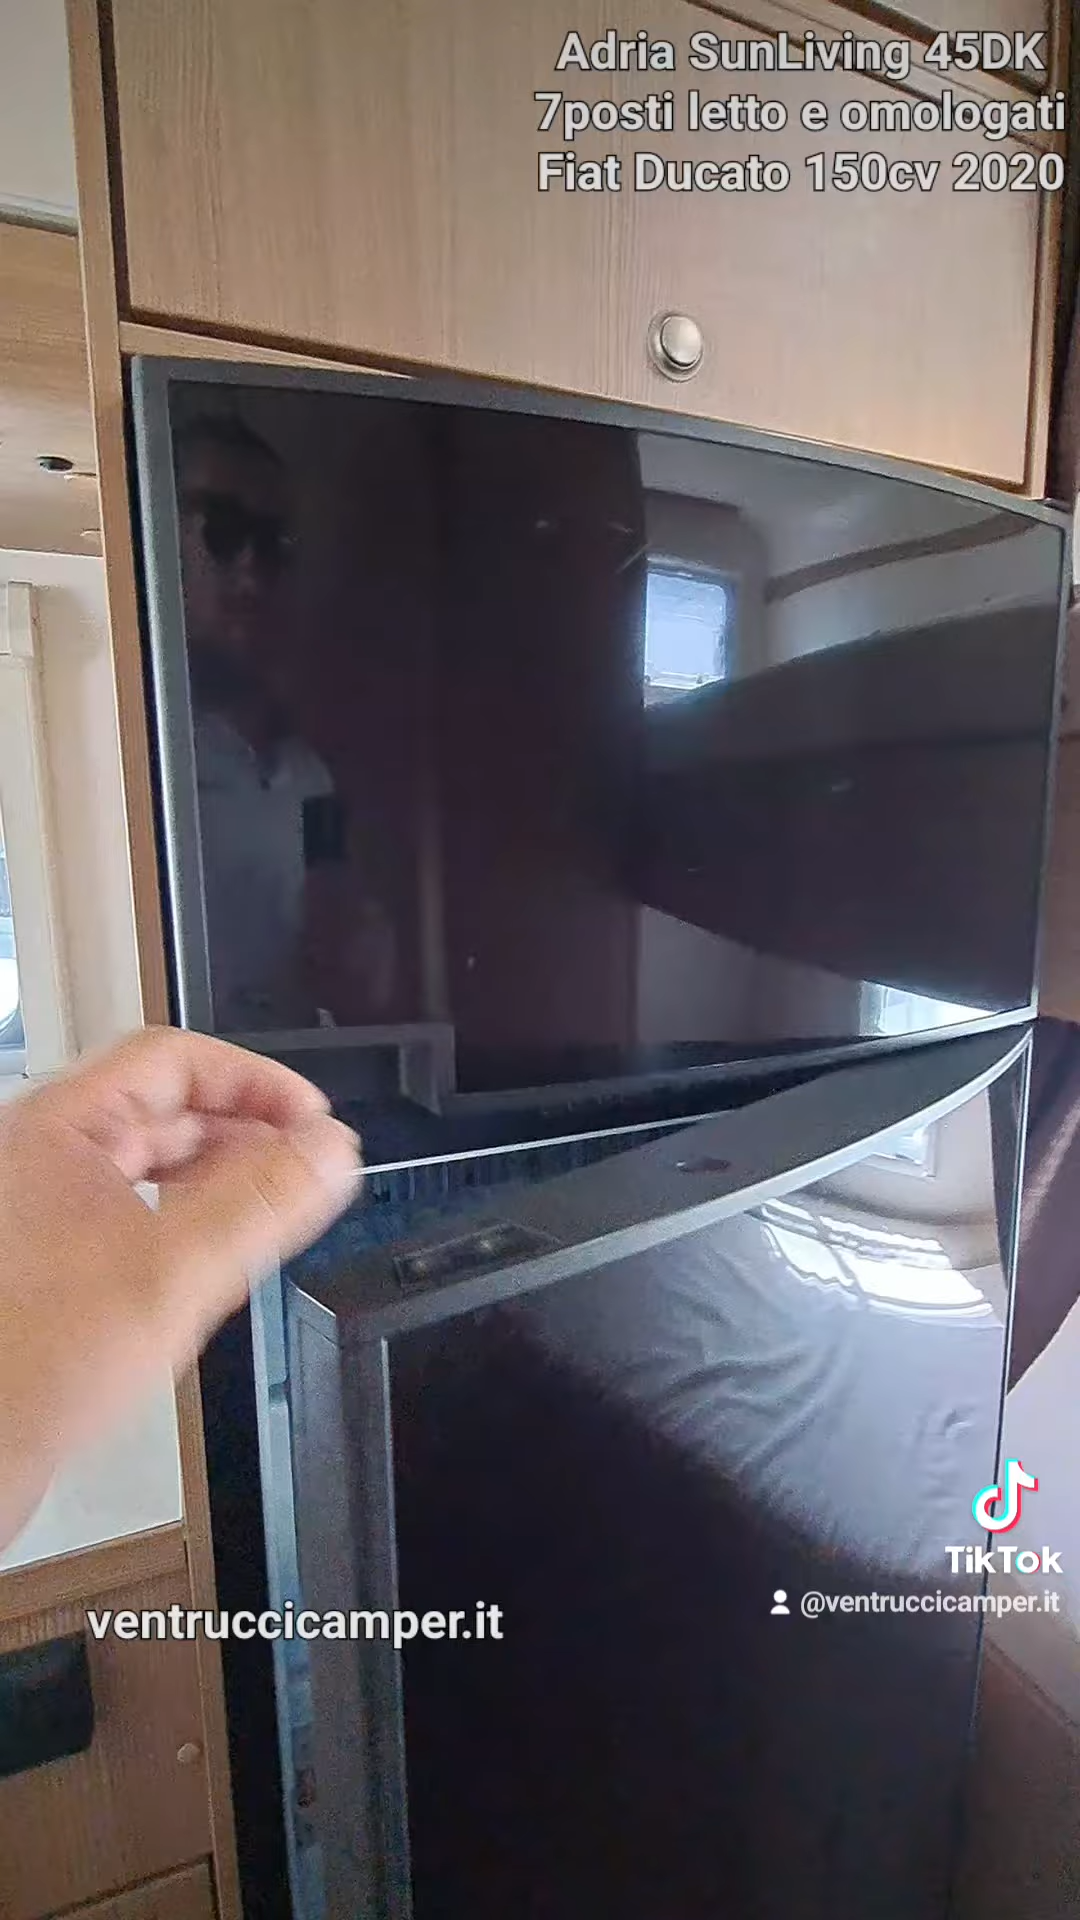 Adria SunLiving 45DK
7posti letto e omologati
Fiat Ducato 150cv 2020
TikTok
@ventruccicamper.it
ventruccicamper.it